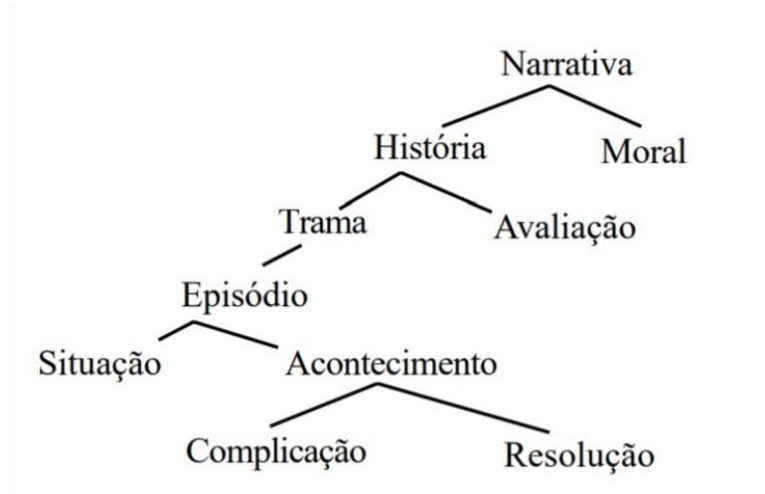 Narrativa
História Moral
Trama Avaliação
Episódio
Situação Acontecimento
Complicação Resolução